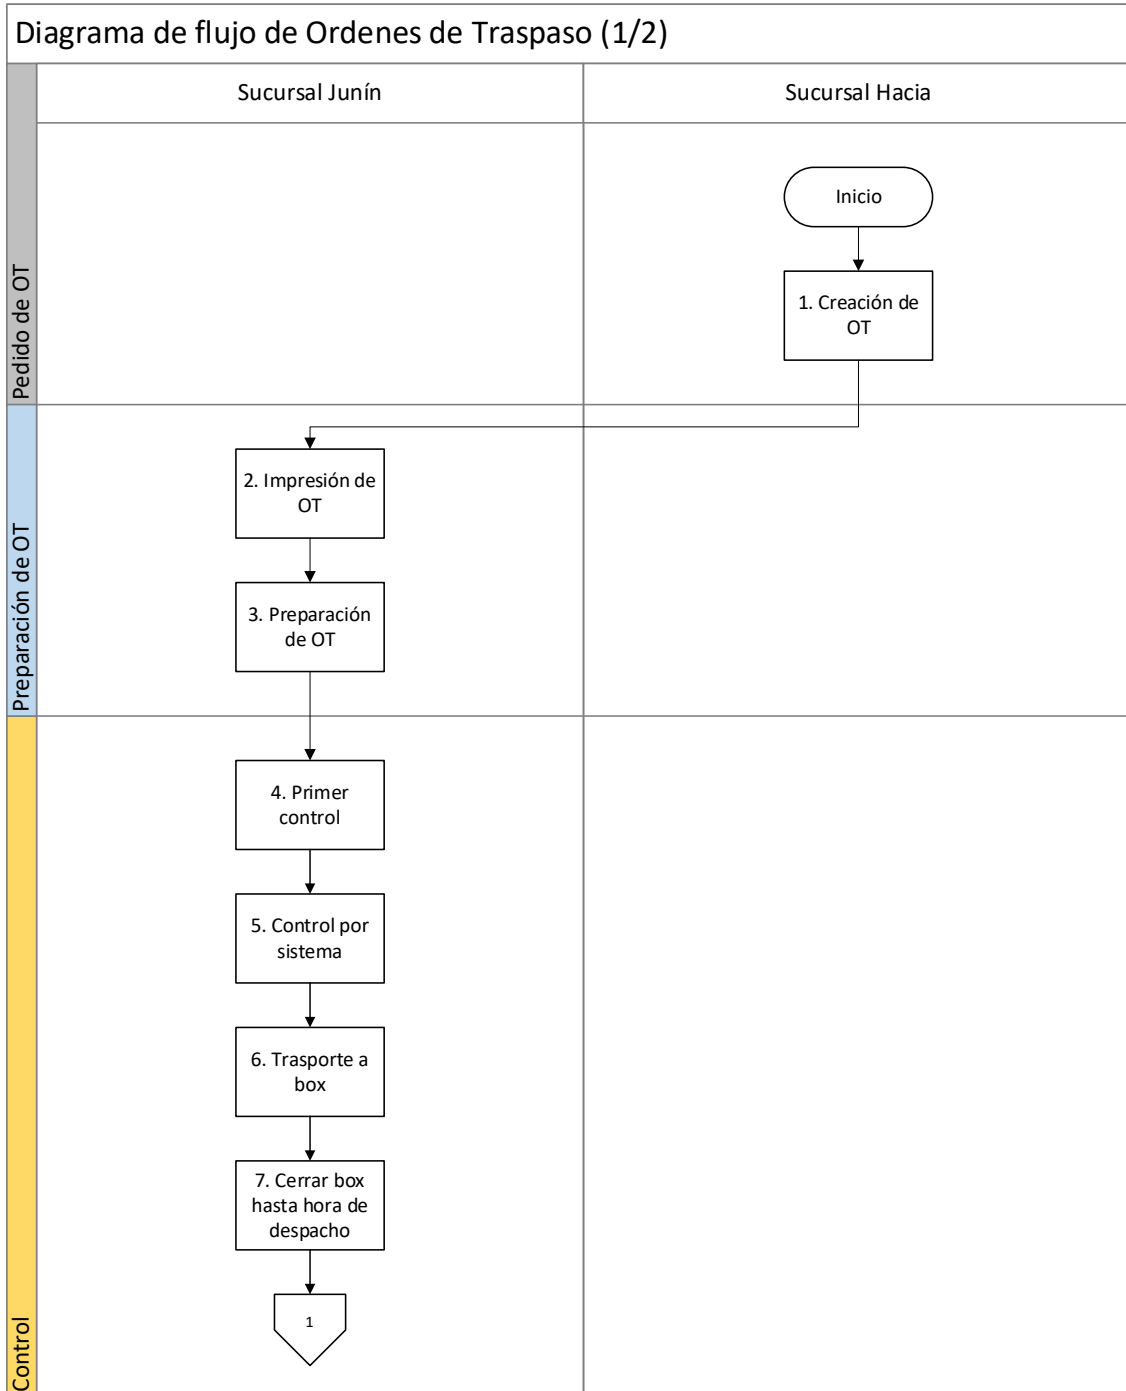 Diagrama de flujo de Ordenes de Traspaso (1/2)
Sucursal Junín
Sucursal Hacia
Pedido de OT
Inicio
1. Creación de
OT
Preparación de OT
2. Impresión de
OT
3. Preparación
de OT
Control
4. Primer
control
5. Control por
sistema
6. Trasporte a
box
7. Cerrar box
hasta hora de
despacho
1